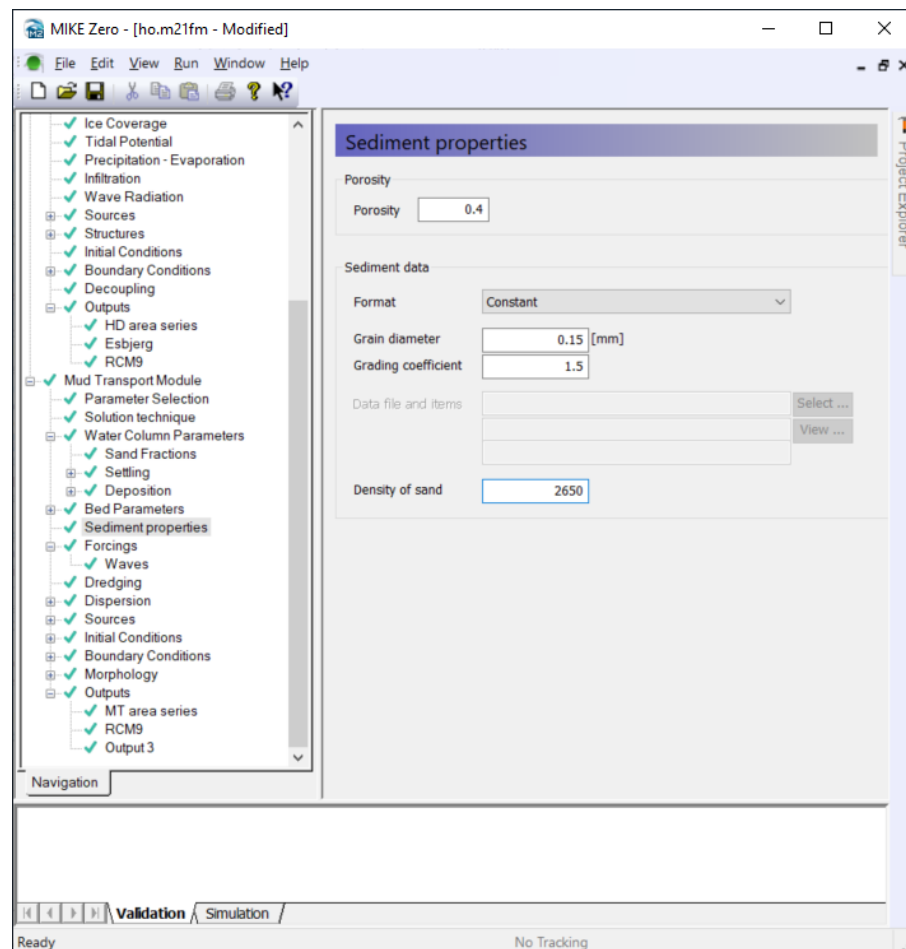 MIKE Zero - [ho.m21fm - Modified]
File Edit View Run Window Help
Ice Coverage
Tidal Potential
Precipitation - Evaporation
Infiltration
Wave Radiation
Sources
Structures
Initial Conditions
Boundary Conditions
Decoupling
Outputs
HD area series
Esbjerg
RCM9
Mud Transport Module
Parameter Selection
Solution technique
Water Column Parameters
Sand Fractions
Settling
Deposition
Bed Parameters
Sediment properties
Forcings
Waves
Dredging
Dispersion
Sources
Initial Conditions
Boundary Conditions
Morphology
Outputs
MT area series
RCM9
Output 3
Navigation
Sediment properties
Porosity
Porosity 0.4
Sediment data
Format Constant
Grain diameter 0.15 [mm]
Grading coefficient 1.5
Data file and items Select ...
View ...
Density of sand 2650
Project Explorer
Validation Simulation
Ready No Tracking